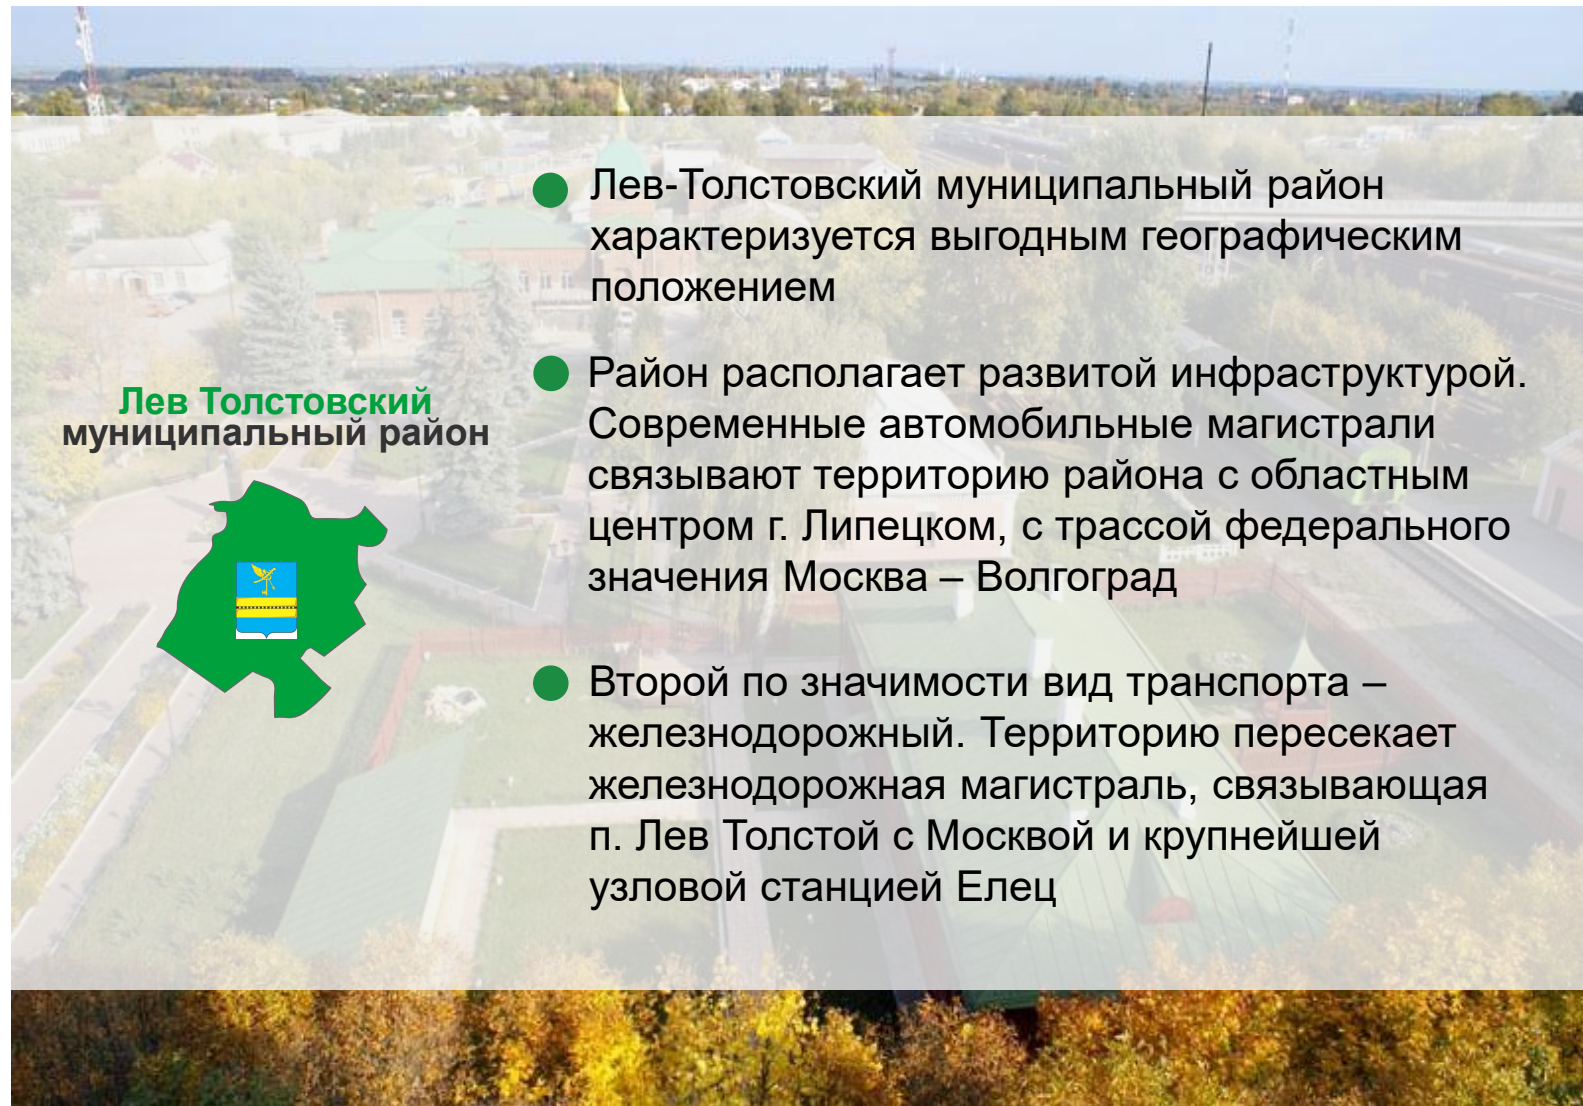 Лев-Толстовский муниципальный район
характеризуется выгодным географическим
положением
Район располагает развитой инфраструктурой.
Современные автомобильные магистрали
связывают территорию района с областным
центром г. Липецком, с трассой федерального
значения Москва – Волгоград
Лев Толстовский
муниципальный район
Второй по значимости вид транспорта –
железнодорожный. Территорию пересекает
железнодорожная магистраль, связывающая
п. Лев Толстой с Москвой и крупнейшей
узловой станцией Елец